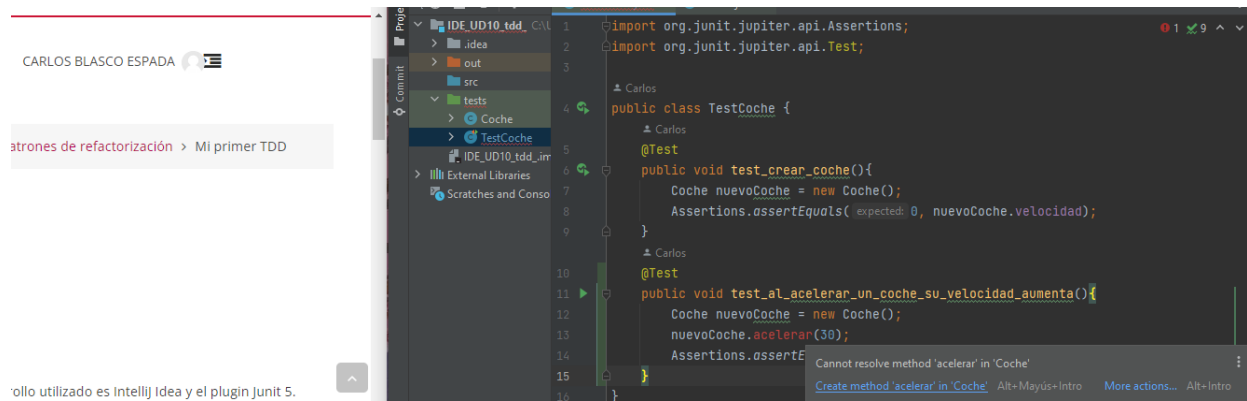 CARLOS BLASCO ESPADA
atrones de refactorización > Mi primer TDD
rollo utilizado es IntelliJ Idea y el plugin Junit 5.
Proje
Commit
IDE_UD10_tdd_ C:\U
.idea
out
src
tests
Coche
TestCoche
IDE_UD10_tdd_.im
External Libraries
Scratches and Conso
1 import org.junit.jupiter.api.Assertions;
2 import org.junit.jupiter.api.Test;
3
Carlos
4 public class TestCoche {
Carlos
5 @Test
6 public void test_crear_coche(){
7 Coche nuevoCoche = new Coche();
8 Assertions.assertEquals( expected: 0, nuevoCoche.velocidad);
9 }
Carlos
10 @Test
11 public void test_al_acelerar_un_coche_su_velocidad_aumenta(){
12 Coche nuevoCoche = new Coche();
13 nuevoCoche.acelerar(30);
14 Assertions.assertE
15 }
16 }
1 9
Cannot resolve method 'acelerar' in 'Coche'
Create method 'acelerar' in 'Coche' Alt+Mayús+Intro More actions... Alt+Intro